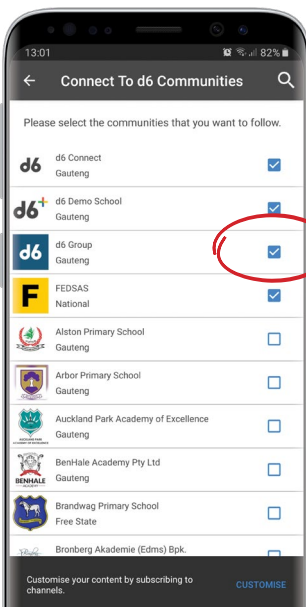 13:01
82%
Connect To d6 Communities
Please select the communities that you want to follow.
d6
d6 Connect
Gauteng
d6+
d6 Demo School
Gauteng
d6
d6 Group
Gauteng
F
FEDSAS
National
Alston Primary School
Gauteng
Arbor Primary School
Gauteng
Auckland Park Academy of Excellence
Gauteng
BENHALE
BenHale Academy Pty Ltd
Gauteng
Brandwag Primary School
Free State
Bronberg Akademie (Edms) Bpk.
Customise your content by subscribing to
channels.
CUSTOMISE